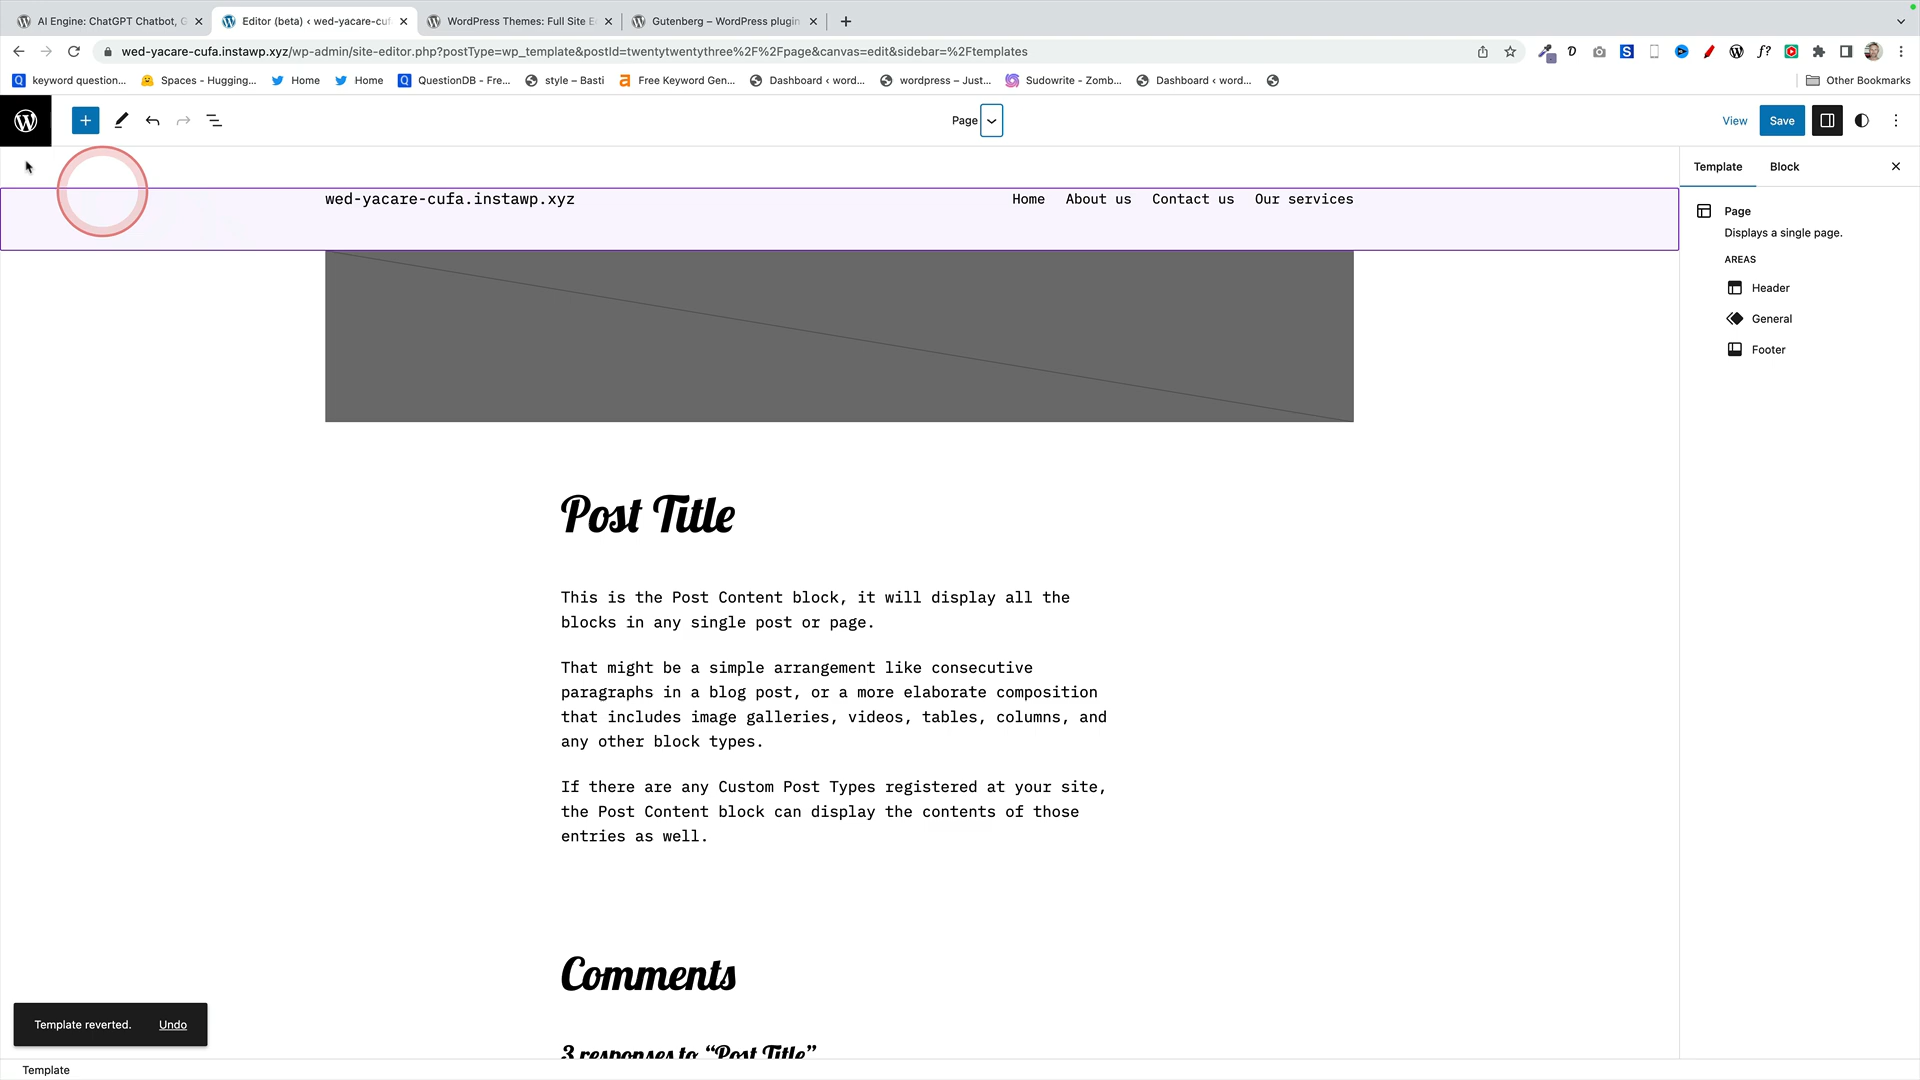 AI Engine: ChatGPT Chatbot, G
Editor (beta) ‹ wed-yacare-cuf
WordPress Themes: Full Site E
Gutenberg – WordPress plugin
wed-yacare-cufa.instawp.xyz/wp-admin/site-editor.php?postType=wp_template&postId=twentytwentythree%2F%2Fpage&canvas=edit&sidebar=%2Ftemplates
keyword question...
Spaces - Hugging...
Home
Home
QuestionDB - Fre...
style – Basti
Free Keyword Gen...
Dashboard ‹ word...
wordpress – Just...
Sudowrite - Zomb...
Dashboard ‹ word...
Other Bookmarks
Page
View
Save
Template
Block
wed-yacare-cufa.instawp.xyz
Home
About us
Contact us
Our services
Page
Displays a single page.
AREAS
Header
General
Footer
Post Title
This is the Post Content block, it will display all the
blocks in any single post or page.
That might be a simple arrangement like consecutive
paragraphs in a blog post, or a more elaborate composition
that includes image galleries, videos, tables, columns, and
any other block types.
If there are any Custom Post Types registered at your site,
the Post Content block can display the contents of those
entries as well.
Comments
3 responses to “Post Title”
Template reverted.
Undo
Template